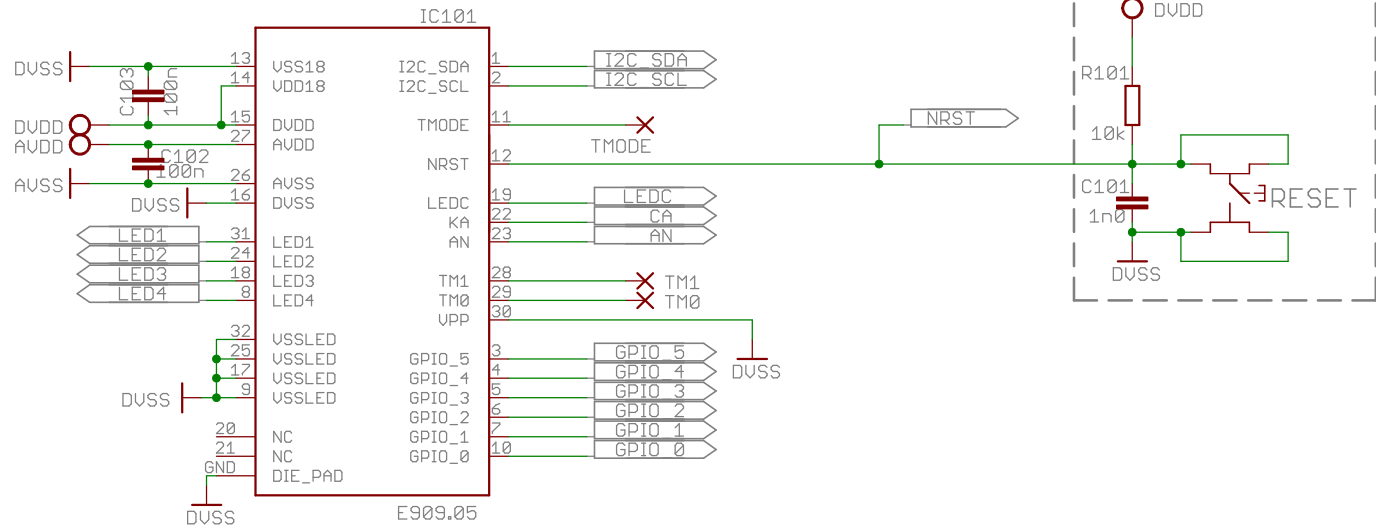 IC101
DVDD
DVSS
13
VSS18
I2C_SDA
1
I2C_SDA
C103
100n
14
VDD18
I2C_SCL
2
I2C_SCL
R101
10k
DVDD
15
DVDD
TMODE
11
TMODE
NRST
AVDD
27
AVDD
NRST
12
C102
100n
AVSS
26
AVSS
DVSS
16
DVSS
LEDC
19
LEDC
C101
1n0
RESET
KA
22
CA
LED1
31
LED1
AN
23
AN
LED2
24
LED2
LED3
18
LED3
TM1
28
TM1
DVSS
LED4
8
LED4
TM0
29
TM0
VPP
30
DVSS
32
VSSLED
25
VSSLED
GPIO_5
3
GPIO_5
17
VSSLED
GPIO_4
4
GPIO_4
DVSS
9
VSSLED
GPIO_3
5
GPIO_3
GPIO_2
6
GPIO_2
20
NC
GPIO_1
7
GPIO_1
21
NC
GPIO_0
10
GPIO_0
GND
DIE_PAD
DVSS
E909.05